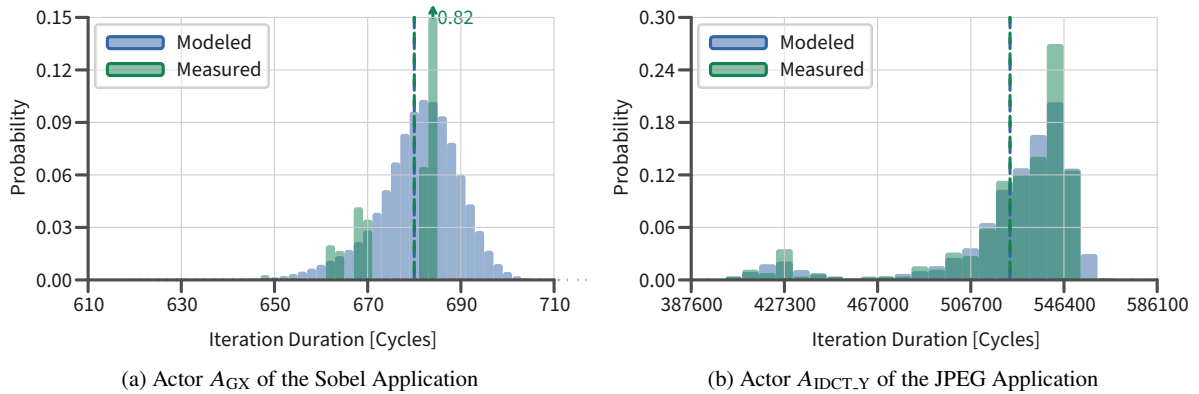 0.15
0.12
0.09
0.06
0.03
0.00
Probability
Modeled
Measured
0.82
610 630 650 670 690 710
Iteration Duration [Cycles]
(a) Actor A_GX of the Sobel Application
0.30
0.24
0.18
0.12
0.06
0.00
Probability
Modeled
Measured
387600 427300 467000 506700 546400 586100
Iteration Duration [Cycles]
(b) Actor A_IDCT_Y of the JPEG Application